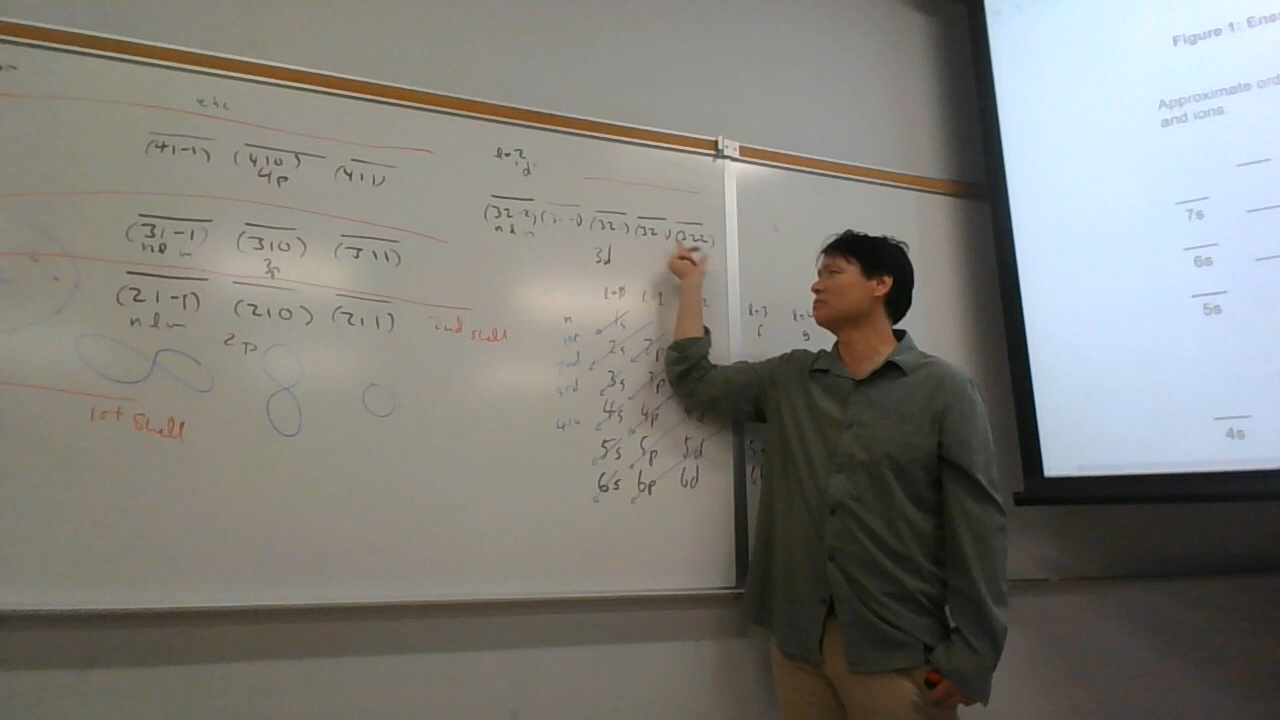 (41-1) (410) (411)
4p
l=2
"d"
(32-2) (32-1) (320) (321) (322)
n l m
3d
(31-1) (310) (311)
n l m
3p
(21-1) (210) (211)
n l m
2p
2nd shell
1st shell
l=0 l=1 l=3
n
1st 1s
2nd 2s 2p
3rd 3s 3p
4th 4s 4p 4d
5s 5p 5d
6s 6p 6d
Figure 1: Ene
Approximate ord
and ions
7s
6s
5s
4s